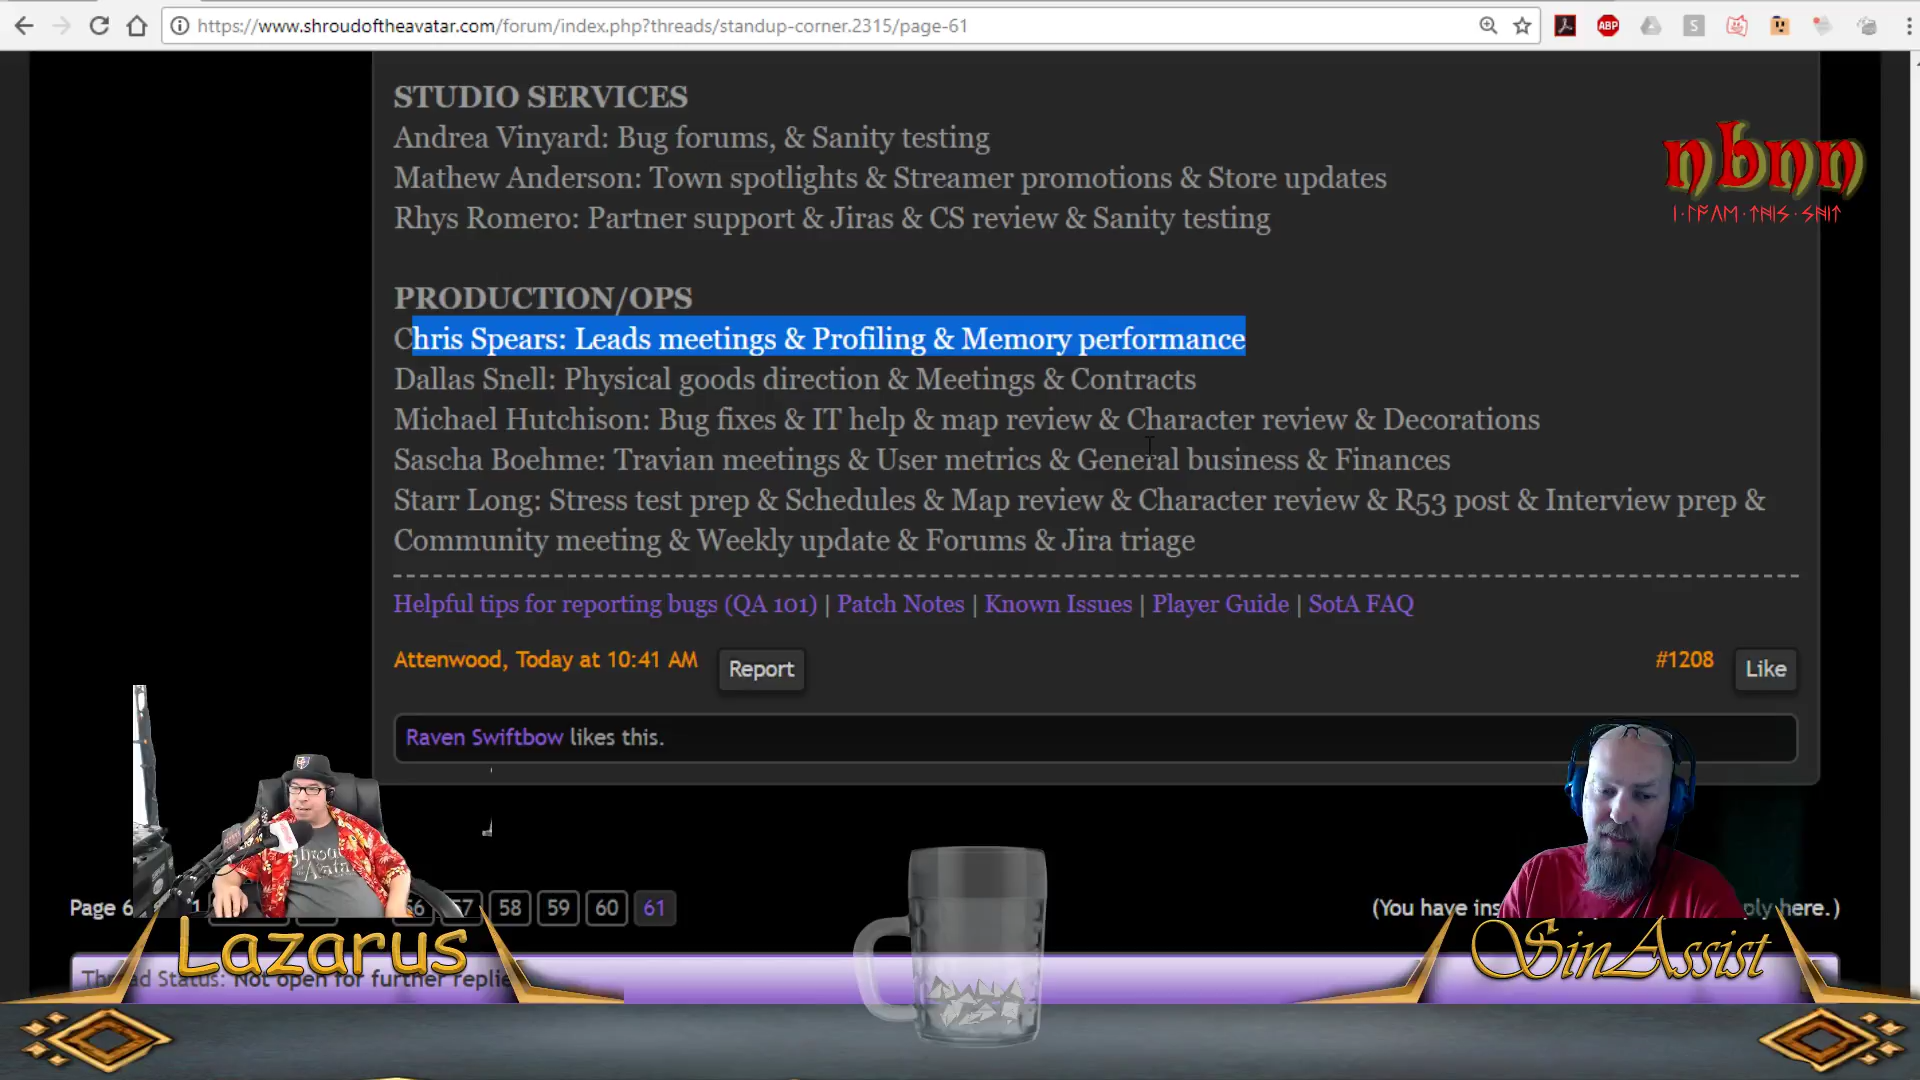 https://www.shroudoftheavatar.com/forum/index.php?threads/standup-corner.2315/page-61
ABP
S
STUDIO SERVICES
Andrea Vinyard: Bug forums, & Sanity testing
Mathew Anderson: Town spotlights & Streamer promotions & Store updates
Rhys Romero: Partner support & Jiras & CS review & Sanity testing
nbnn
PRODUCTION/OPS
Chris Spears: Leads meetings & Profiling & Memory performance
Dallas Snell: Physical goods direction & Meetings & Contracts
Michael Hutchison: Bug fixes & IT help & map review & Character review & Decorations
Sascha Boehme: Travian meetings & User metrics & General business & Finances
Starr Long: Stress test prep & Schedules & Map review & Character review & R53 post & Interview prep &
Community meeting & Weekly update & Forums & Jira triage
Helpful tips for reporting bugs (QA 101) | Patch Notes | Known Issues | Player Guide | SotA FAQ
Attenwood, Today at 10:41 AM Report #1208 Like
Raven Swiftbow likes this.
Page 6 57 58 59 60 61 (You have ins ply here.)
Lazarus
SinAssist
Thread Status: Not open for further replie